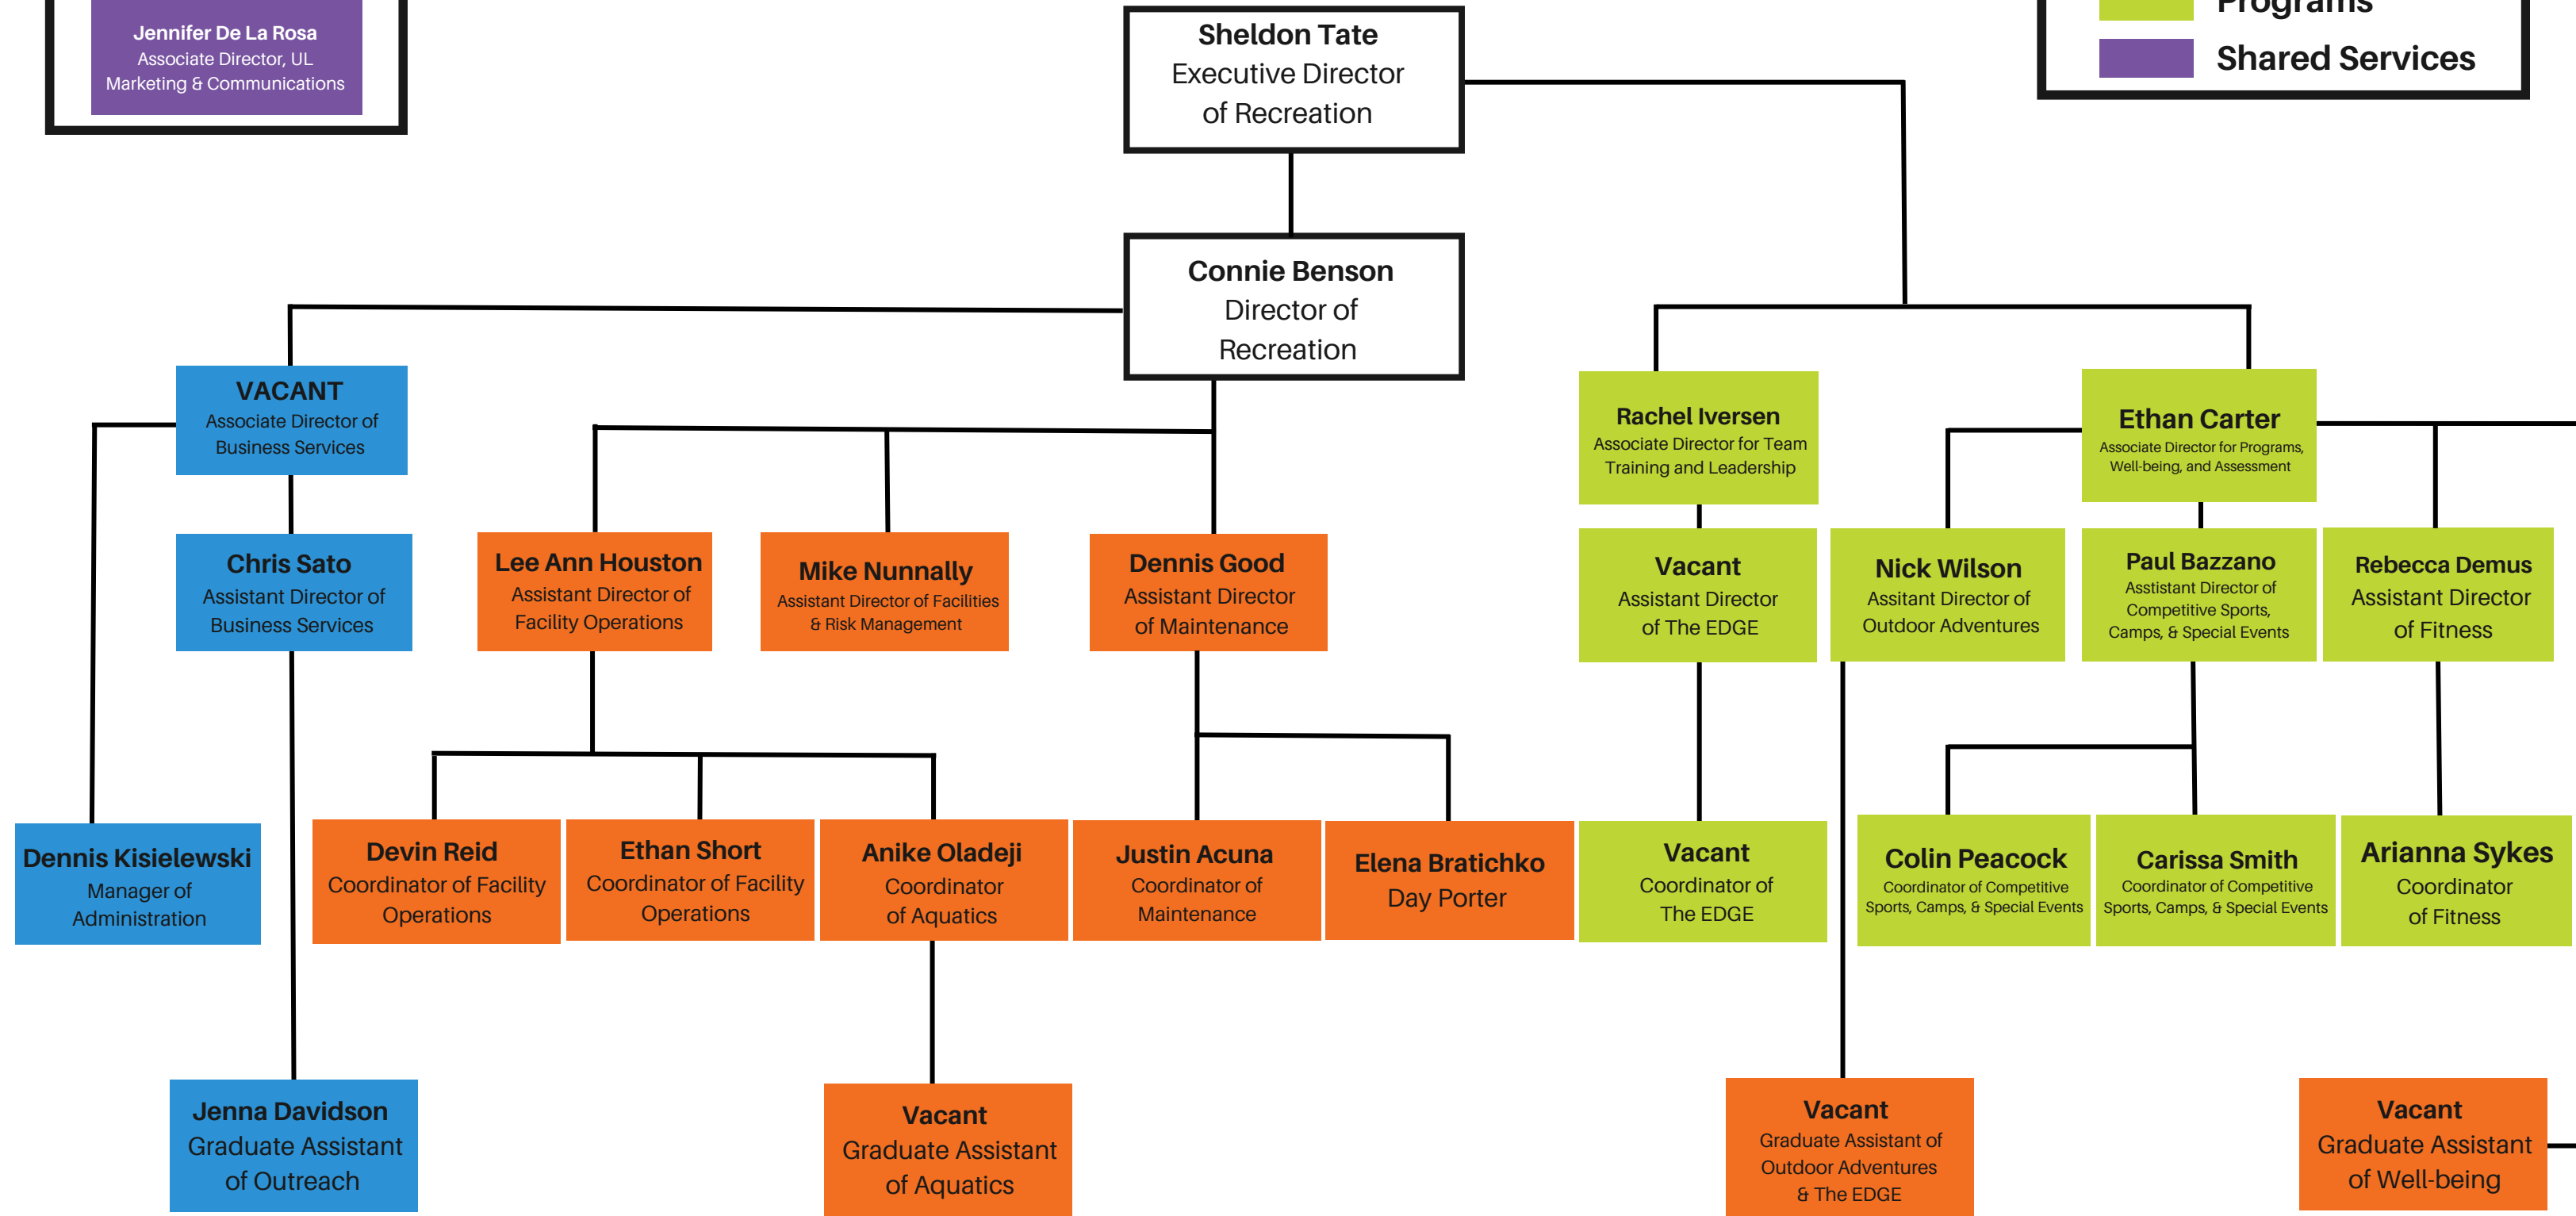 Jennifer De La Rosa
Associate Director, UL
Marketing & Communications
Sheldon Tate
Executive Director
of Recreation
Programs
Shared Services
Connie Benson
Director of
Recreation
VACANT
Associate Director of
Business Services
Rachel Iversen
Associate Director for Team
Training and Leadership
Ethan Carter
Associate Director for Programs,
Well-being, and Assessment
Chris Sato
Assistant Director of
Business Services
Lee Ann Houston
Assistant Director of
Facility Operations
Mike Nunnally
Assistant Director of Facilities
& Risk Management
Dennis Good
Assistant Director
of Maintenance
Vacant
Assistant Director
of The EDGE
Nick Wilson
Assitant Director of
Outdoor Adventures
Paul Bazzano
Asstistant Director of
Competitive Sports,
Camps, & Special Events
Rebecca Demus
Assistant Director
of Fitness
Dennis Kisielewski
Manager of
Administration
Devin Reid
Coordinator of Facility
Operations
Ethan Short
Coordinator of Facility
Operations
Anike Oladeji
Coordinator
of Aquatics
Justin Acuna
Coordinator of
Maintenance
Elena Bratichko
Day Porter
Vacant
Coordinator of
The EDGE
Colin Peacock
Coordinator of Competitive
Sports, Camps, & Special Events
Carissa Smith
Coordinator of Competitive
Sports, Camps, & Special Events
Arianna Sykes
Coordinator
of Fitness
Jenna Davidson
Graduate Assistant
of Outreach
Vacant
Graduate Assistant
of Aquatics
Vacant
Graduate Assistant of
Outdoor Adventures
& The EDGE
Vacant
Graduate Assistant
of Well-being